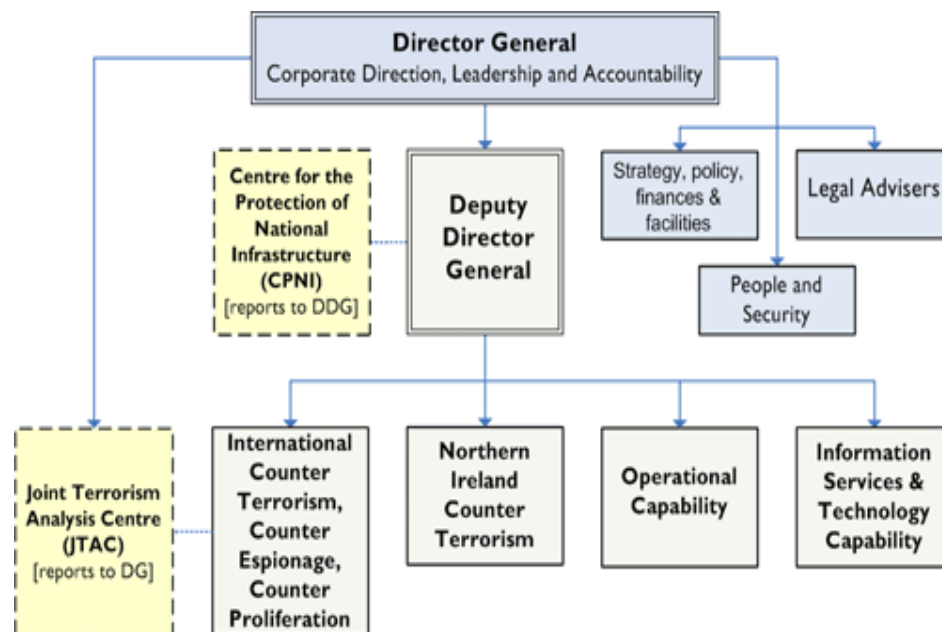 Director General
Corporate Direction, Leadership and Accountability
Centre for the
Protection of
National
Infrastructure
(CPNI)
[reports to DDG]
Deputy
Director
General
Strategy, policy,
finances &
facilities
Legal Advisers
People and
Security
Joint Terrorism
Analysis Centre
(JTAC)
[reports to DG]
International
Counter
Terrorism,
Counter
Espionage,
Counter
Proliferation
Northern
Ireland
Counter
Terrorism
Operational
Capability
Information
Services &
Technology
Capability